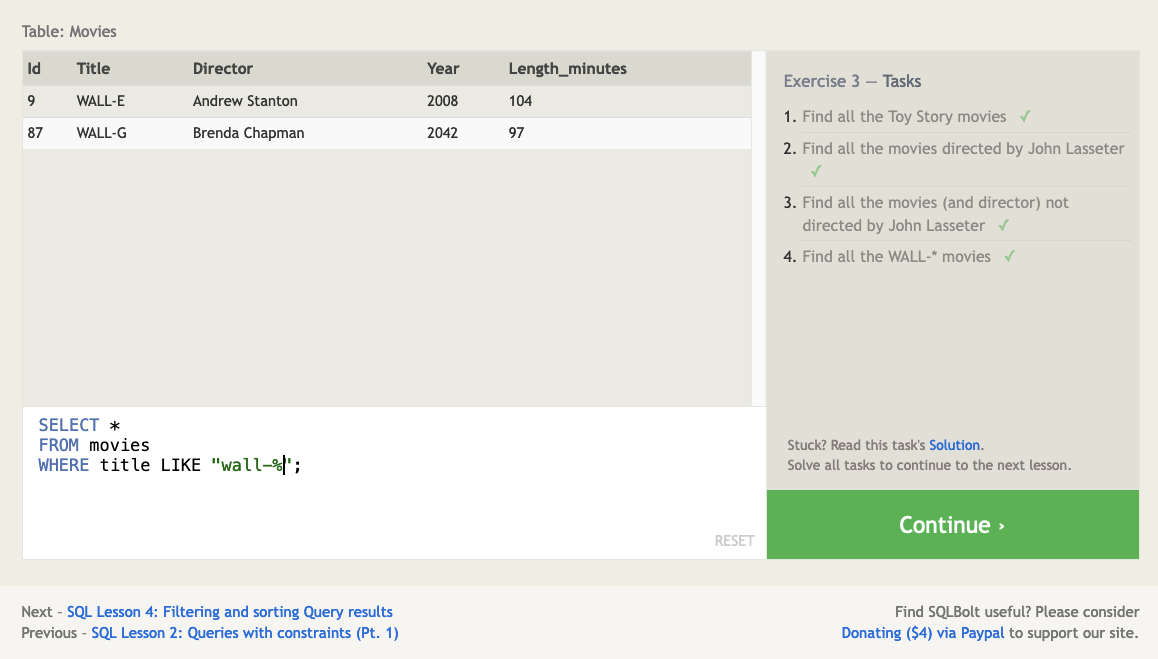 Table: Movies
Id Title Director Year Length_minutes
9 WALL-E Andrew Stanton 2008 104
87 WALL-G Brenda Chapman 2042 97
SELECT *
FROM movies
WHERE title LIKE "wall-%";
RESET
Exercise 3 — Tasks
1. Find all the Toy Story movies ✓
2. Find all the movies directed by John Lasseter
✓
3. Find all the movies (and director) not
directed by John Lasseter ✓
4. Find all the WALL-* movies ✓
Stuck? Read this task's Solution.
Solve all tasks to continue to the next lesson.
Continue ›
Next – SQL Lesson 4: Filtering and sorting Query results
Previous – SQL Lesson 2: Queries with constraints (Pt. 1)
Find SQLBolt useful? Please consider
Donating ($4) via Paypal to support our site.